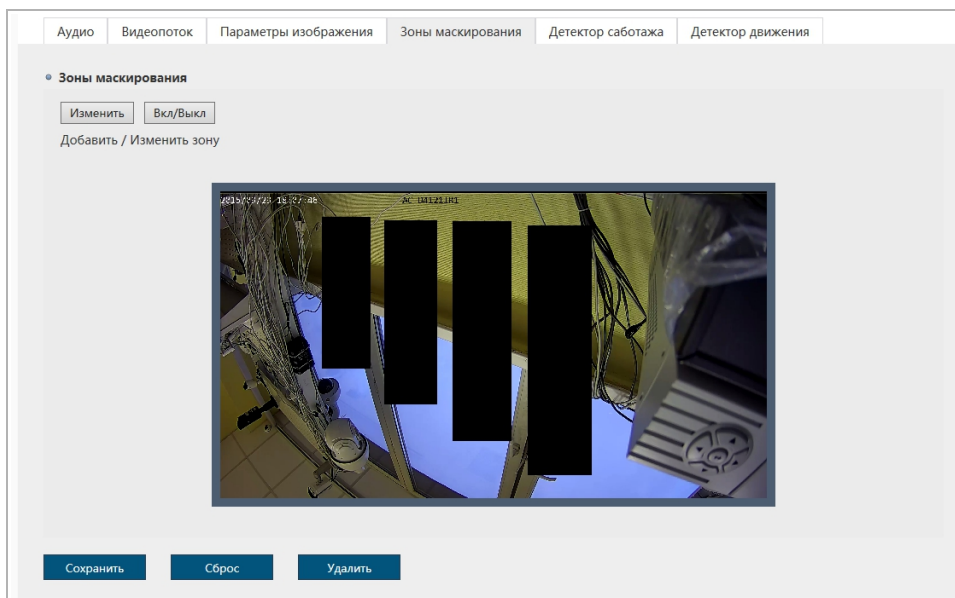 Аудио Видеопоток Параметры изображения Зоны маскирования Детектор саботажа Детектор движения
Зоны маскирования
Изменить Вкл/Выкл
Добавить / Изменить зону
Сохранить Сброс Удалить